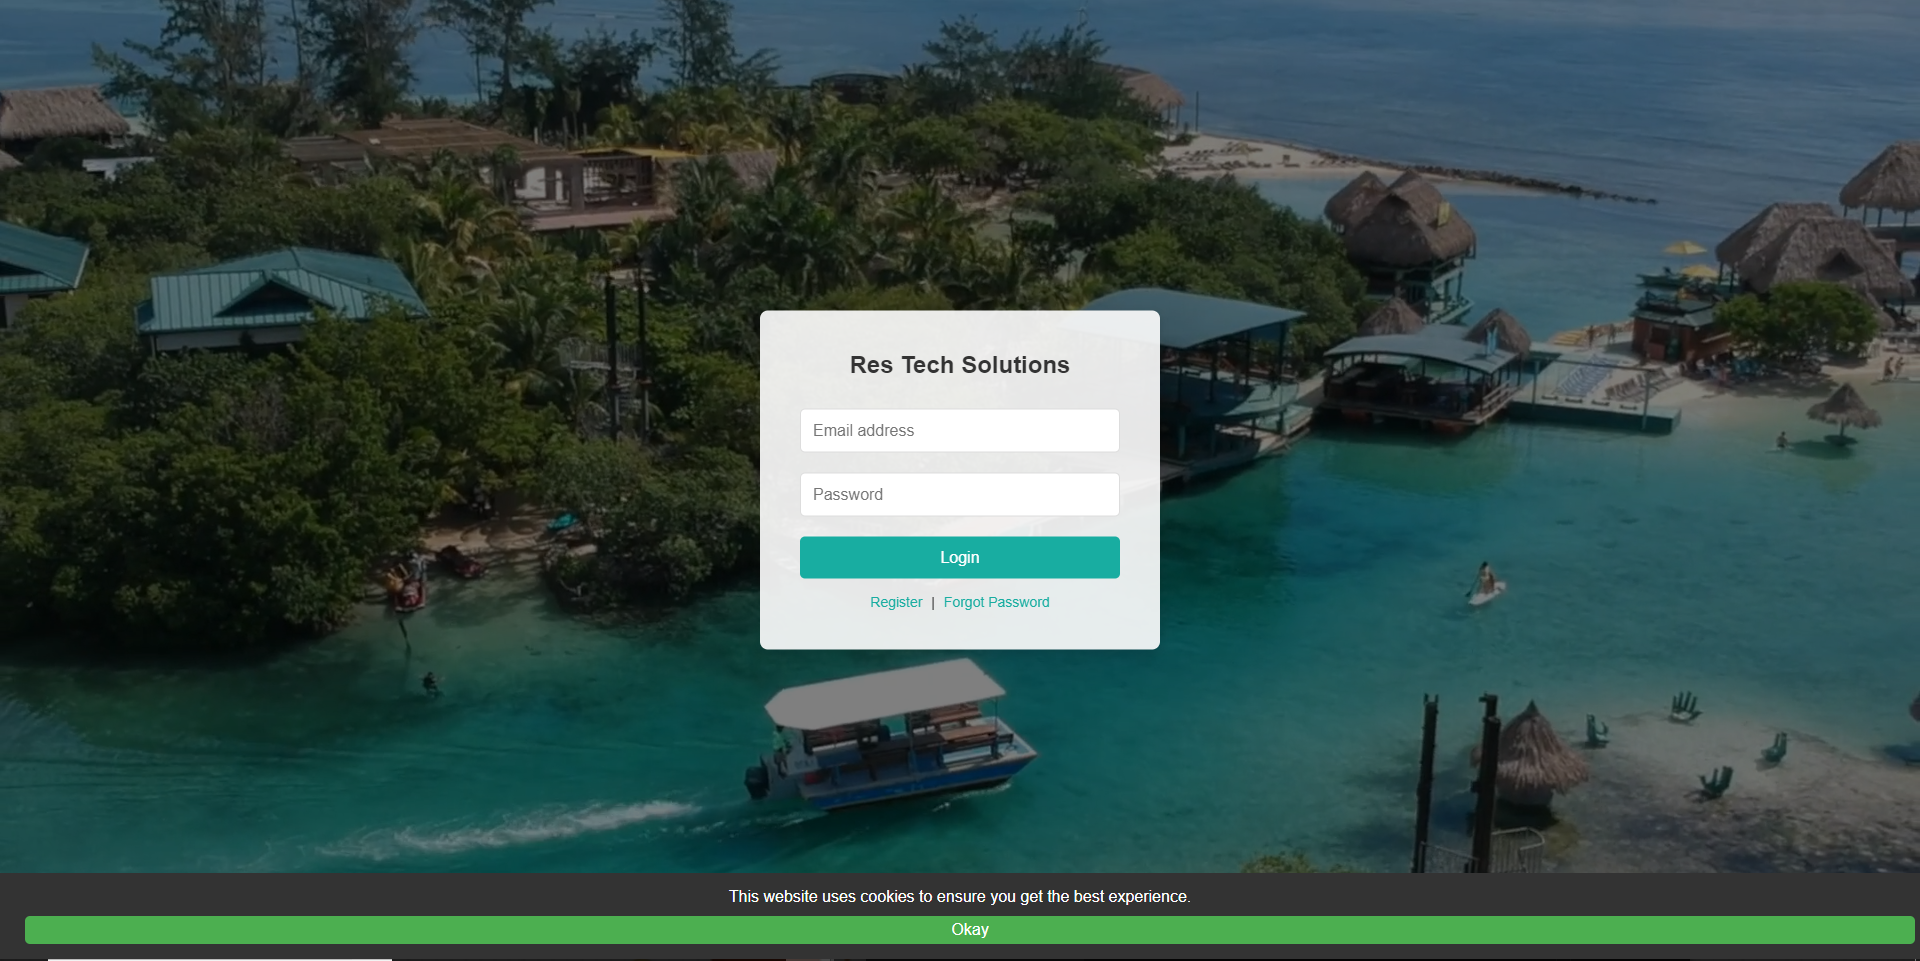 Res Tech Solutions
Email address
Password
Login
Register | Forgot Password
This website uses cookies to ensure you get the best experience.
Okay